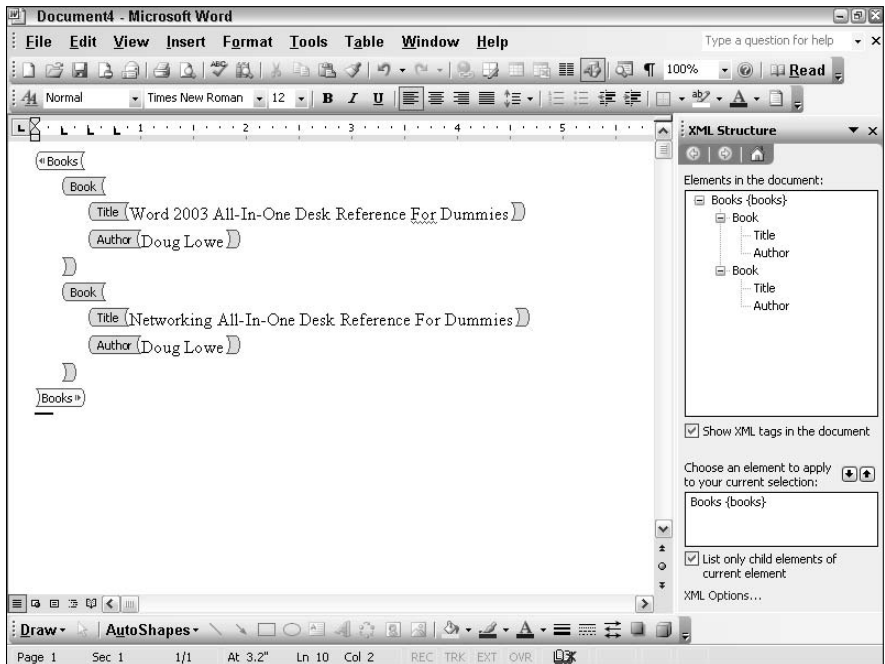 Document4 - Microsoft Word
File Edit View Insert Format Tools Table Window Help Type a question for help
100% Read
Normal Times New Roman 12 B I U
1 2 3 4 5
XML Structure
Books
Book
Title Word 2003 All-In-One Desk Reference For Dummies
Author Doug Lowe
Book
Title Networking All-In-One Desk Reference For Dummies
Author Doug Lowe
Books
Elements in the document:
Books {books}
Book
Title
Author
Book
Title
Author
Show XML tags in the document
Choose an element to apply
to your current selection:
Books {books}
List only child elements of
current element
XML Options...
Draw AutoShapes
Page 1 Sec 1 1/1 At 3.2" Ln 10 Col 2 REC TRK EXT OVR